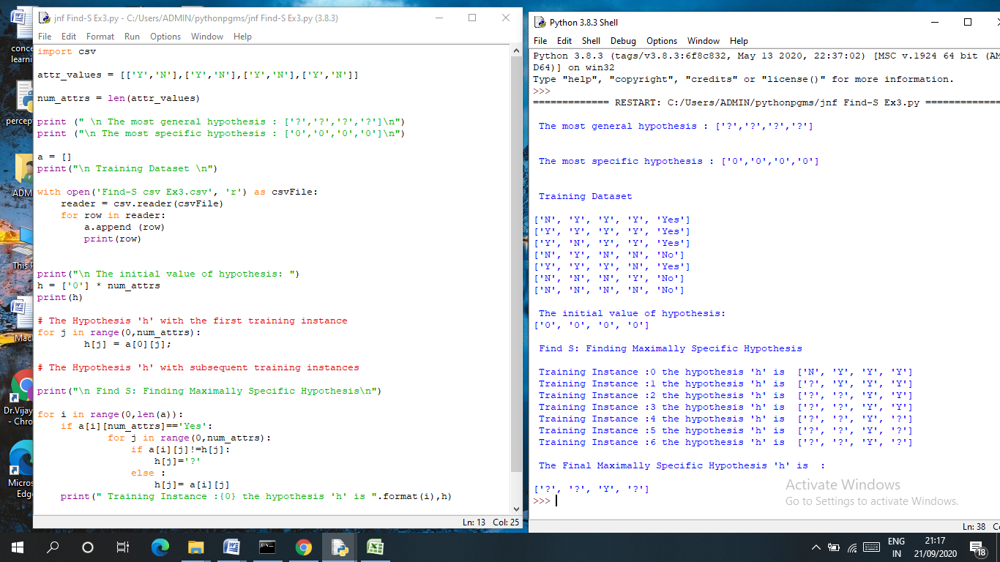 conce
learni
percep
ADM
This P
Macl
Dr.Vijay
- Chro
Micros
Edge
jnf Find-S Ex3.py - C:/Users/ADMIN/pythonpgms/jnf Find-S Ex3.py (3.8.3)
File Edit Format Run Options Window Help
import csv
attr_values = [['Y','N'],['Y','N'],['Y','N'],['Y','N']]
num_attrs = len(attr_values)
print (" \n The most general hypothesis : ['?','?','?','?']\n")
print ("\n The most specific hypothesis : ['0','0','0','0']\n")
a = []
print("\n Training Dataset \n")
with open('Find-S csv Ex3.csv', 'r') as csvFile:
    reader = csv.reader(csvFile)
    for row in reader:
        a.append (row)
        print(row)
print("\n The initial value of hypothesis: ")
h = ['0'] * num_attrs
print(h)
# The Hypothesis 'h' with the first training instance
for j in range(0,num_attrs):
        h[j] = a[0][j];
# The Hypothesis 'h' with subsequent training instances
print("\n Find S: Finding Maximally Specific Hypothesis\n")
for i in range(0,len(a)):
    if a[i][num_attrs]=='Yes':
            for j in range(0,num_attrs):
                if a[i][j]!=h[j]:
                    h[j]='?'
                else :
                    h[j]= a[i][j]
    print(" Training Instance :{0} the hypothesis 'h' is ".format(i),h)
Ln: 13 Col: 25
Python 3.8.3 Shell
File Edit Shell Debug Options Window Help
Python 3.8.3 (tags/v3.8.3:6f8c832, May 13 2020, 22:37:02) [MSC v.1924 64 bit (AM
D64)] on win32
Type "help", "copyright", "credits" or "license()" for more information.
>>>
============= RESTART: C:/Users/ADMIN/pythonpgms/jnf Find-S Ex3.py =============
The most general hypothesis : ['?','?','?','?']
The most specific hypothesis : ['0','0','0','0']
Training Dataset
['N', 'Y', 'Y', 'Y', 'Yes']
['Y', 'Y', 'Y', 'Y', 'Yes']
['Y', 'N', 'Y', 'Y', 'Yes']
['N', 'Y', 'N', 'N', 'No']
['Y', 'Y', 'Y', 'N', 'Yes']
['N', 'N', 'N', 'Y', 'No']
['N', 'N', 'N', 'N', 'No']
The initial value of hypothesis:
['0', '0', '0', '0']
Find S: Finding Maximally Specific Hypothesis
Training Instance :0 the hypothesis 'h' is  ['N', 'Y', 'Y', 'Y']
Training Instance :1 the hypothesis 'h' is  ['?', 'Y', 'Y', 'Y']
Training Instance :2 the hypothesis 'h' is  ['?', '?', 'Y', 'Y']
Training Instance :3 the hypothesis 'h' is  ['?', '?', 'Y', 'Y']
Training Instance :4 the hypothesis 'h' is  ['?', '?', 'Y', '?']
Training Instance :5 the hypothesis 'h' is  ['?', '?', 'Y', '?']
Training Instance :6 the hypothesis 'h' is  ['?', '?', 'Y', '?']
The Final Maximally Specific Hypothesis 'h' is  :
['?', '?', 'Y', '?']
>>>
Activate Windows
Go to Settings to activate Windows.
Ln: 38 Co
ENG
IN
21:17
21/09/2020
18